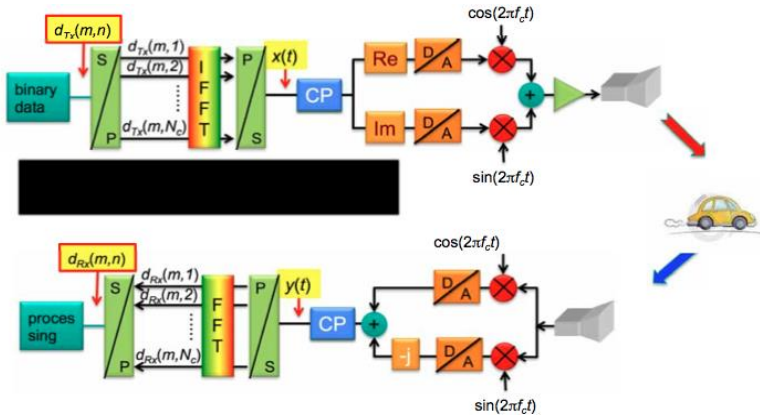 cos(2πf_ct)
d_Tx(m,n)
S
d_Tx(m,1)
d_Tx(m,2)
d_Tx(m,N_c)
P
I
F
F
T
P
S
x(t)
CP
Re
D
A
Im
D
A
sin(2πf_ct)
binary
data
d_Rx(m,n)
S
d_Rx(m,1)
d_Rx(m,2)
d_Rx(m,N_c)
P
F
F
T
P
S
y(t)
CP
cos(2πf_ct)
D
A
-j
D
A
sin(2πf_ct)
proces
sing